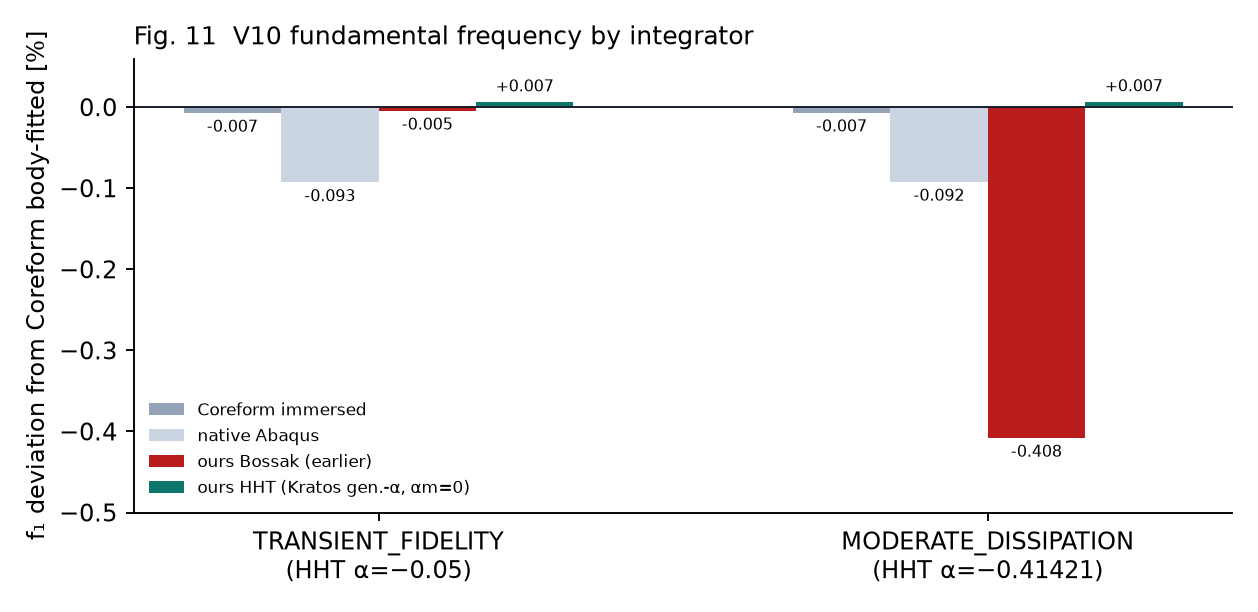 Fig. 11  V10 fundamental frequency by integrator
f₁ deviation from Coreform body-fitted [%]
0.0
−0.1
−0.2
−0.3
−0.4
−0.5
-0.007
-0.093
-0.005
+0.007
-0.007
-0.092
-0.408
+0.007
Coreform immersed
native Abaqus
ours Bossak (earlier)
ours HHT (Kratos gen.-α, αm=0)
TRANSIENT_FIDELITY
(HHT α=−0.05)
MODERATE_DISSIPATION
(HHT α=−0.41421)